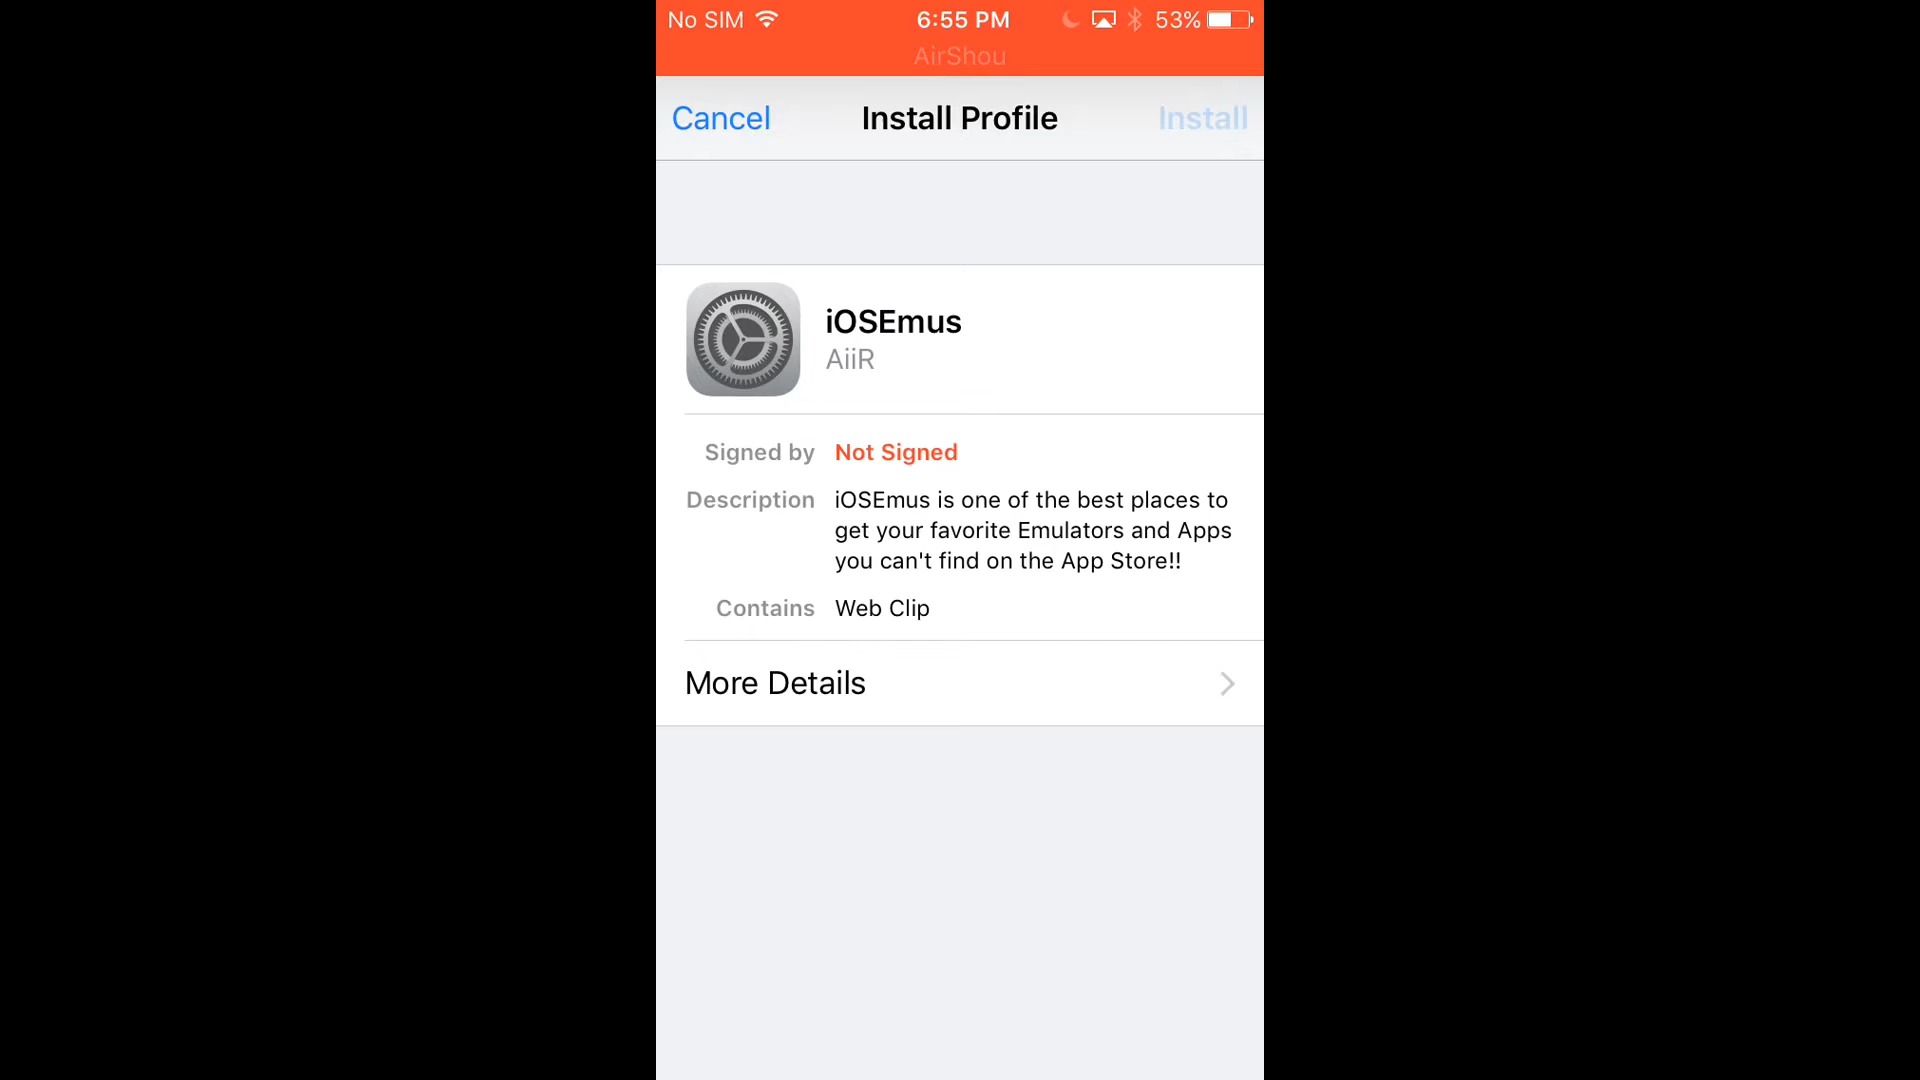 No SIM 6:55 PM 53%
AirShou
Cancel Install Profile Install
iOSEmus
AiiR
Signed by Not Signed
Description iOSEmus is one of the best places to
get your favorite Emulators and Apps
you can't find on the App Store!!
Contains Web Clip
More Details